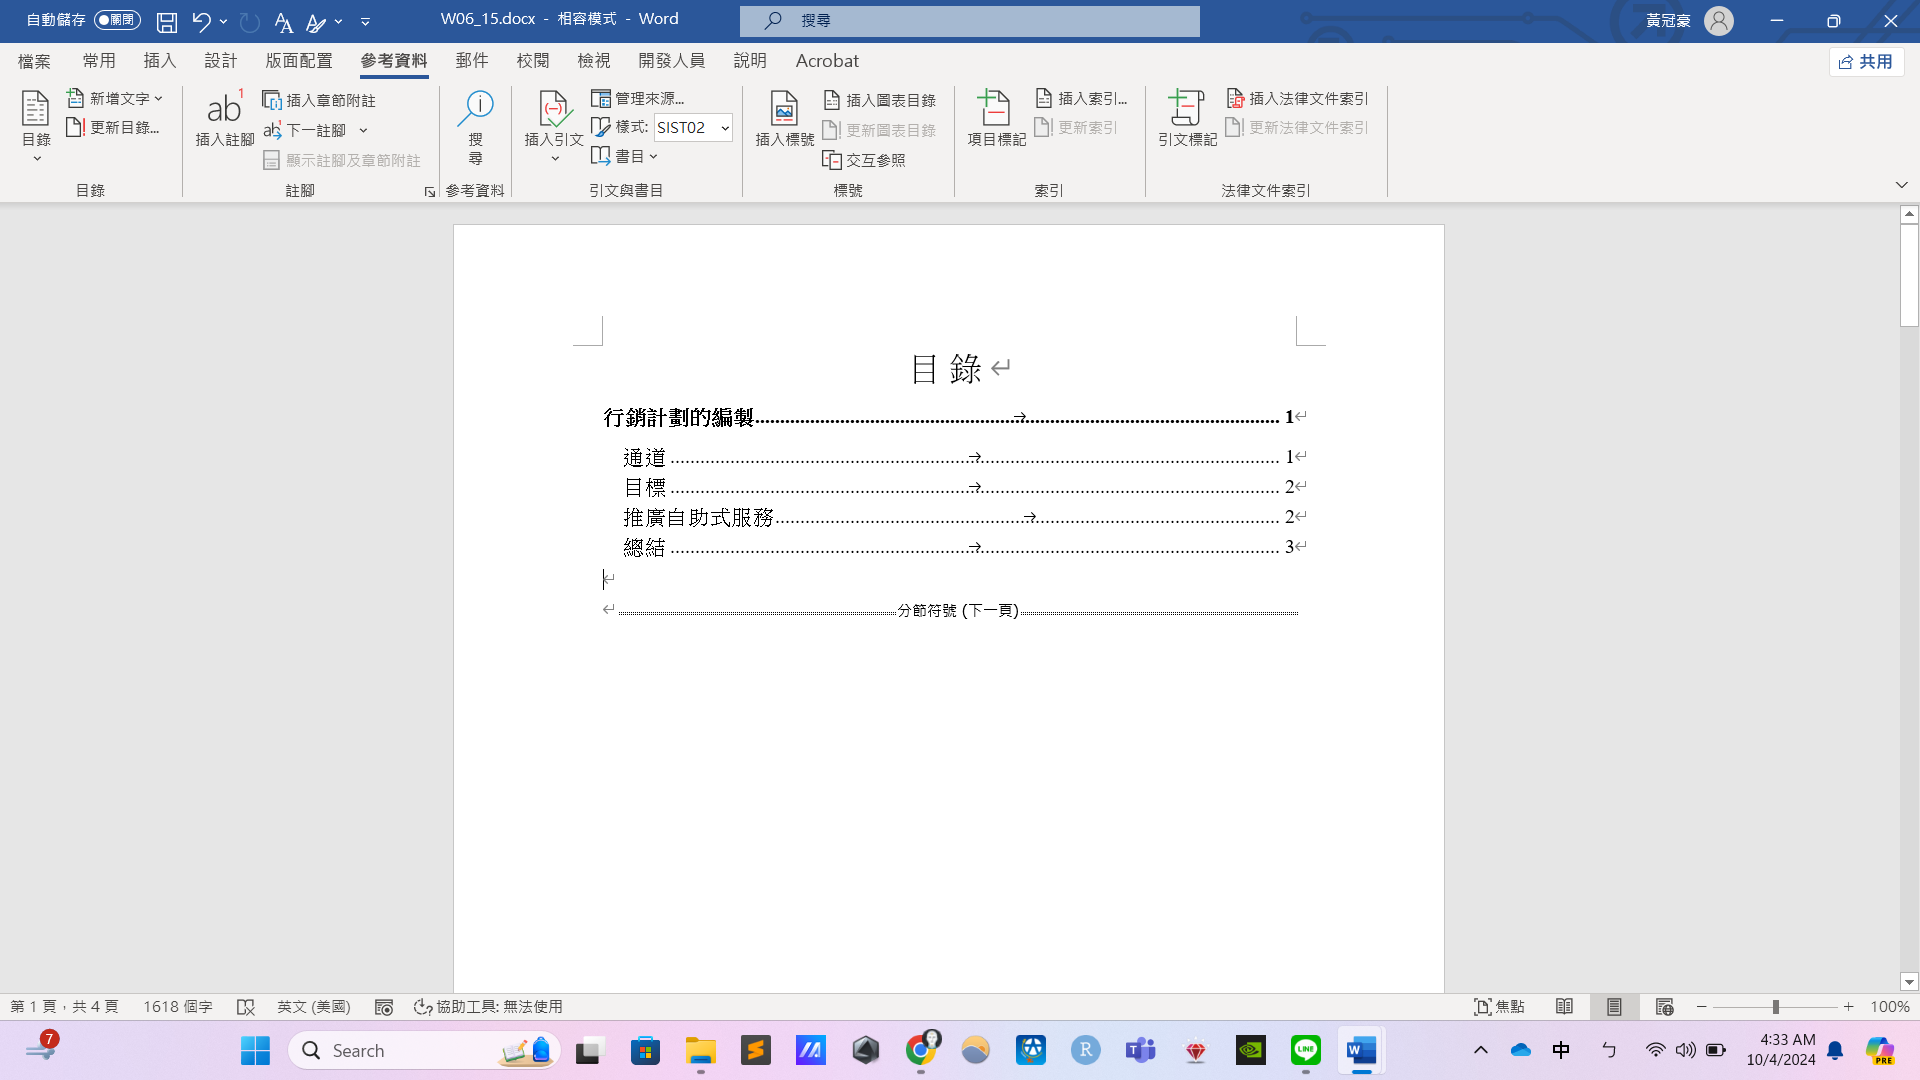 自動儲存 關閉 W06_15.docx - 相容模式 - Word 搜尋 黃冠豪
檔案 常用 插入 設計 版面配置 參考資料 郵件 校閱 檢視 開發人員 說明 Acrobat 共用
目錄
新增文字
更新目錄...
目錄
ab1
插入註腳
插入章節附註
下一註腳
顯示註腳及章節附註
註腳
搜
尋
參考資料
插入引文
管理來源...
樣式: SIST02
書目
引文與書目
插入標號
插入圖表目錄
更新圖表目錄
交互參照
標號
項目標記
插入索引...
更新索引
索引
引文標記
插入法律文件索引
更新法律文件索引
法律文件索引
目 錄↵
行銷計劃的編製................→................ 1↵
通道................→................ 1↵
目標................→................ 2↵
推廣自助式服務................→................ 2↵
總結................→................ 3↵
↵
↵ 分節符號 (下一頁)
第 1 頁，共 4 頁 1618 個字 英文 (美國) 協助工具: 無法使用 焦點 − + 100%
7 Search LINE 中 ㄅ 4:33 AM
10/4/2024 PRE